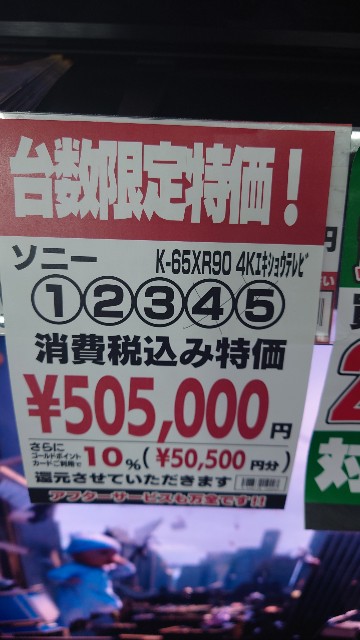 台数限定特価！
ソニー K-65XR90 4Kｴｷｼｮｳﾃﾚﾋﾞ
①②③④⑤
消費税込み特価
¥505,000円
さらに
ゴールドポイント
カードご利用で 10%(¥50,500円分)
還元させていただきます
アフターサービスも万全です!!
円
対